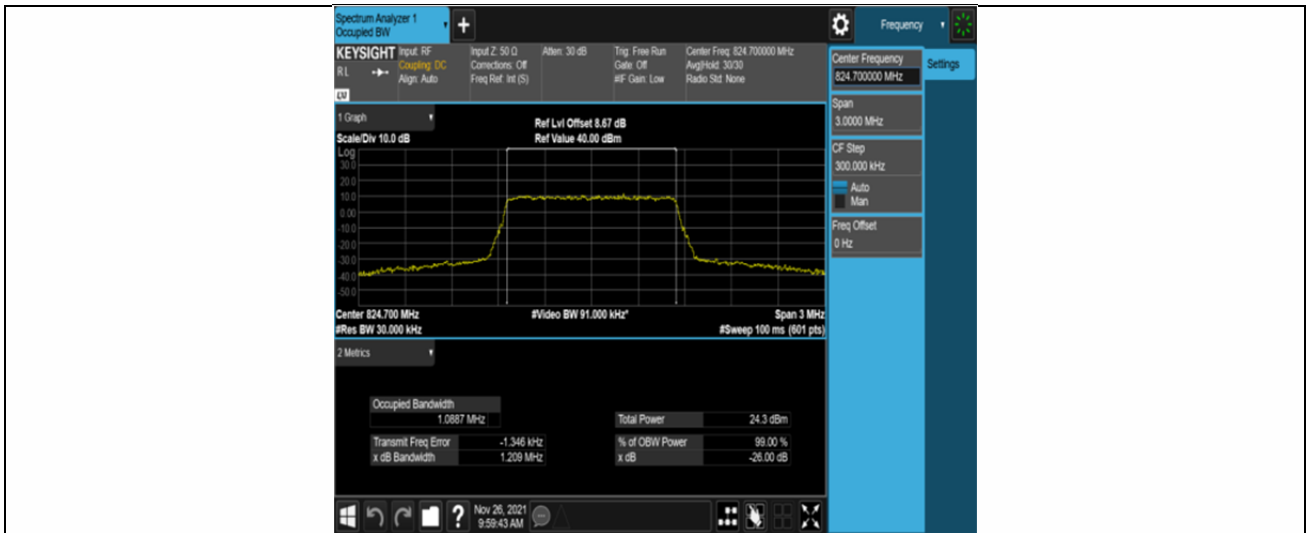 Spectrum Analyzer 1
Occupied BW
+
Frequency
KEYSIGHT Input: RF Input Z: 50 Ω Atten: 30 dB Trig: Free Run Center Freq: 824.700000 MHz
R L Coupling: DC Corrections: Off Gate: Off Avg|Hold: 30/30
Align: Auto Freq Ref: Int (S) #IF Gain: Low Radio Std: None
LXI
Center Frequency
824.700000 MHz
Settings
Span
3.0000 MHz
CF Step
300.000 kHz
Auto
Man
Freq Offset
0 Hz
1 Graph
Ref Lvl Offset 8.67 dB
Scale/Div 10.0 dB Ref Value 40.00 dBm
Log
30.0
20.0
10.0
0.00
-10.0
-20.0
-30.0
-40.0
-50.0
Center 824.700 MHz #Video BW 91.000 kHz* Span 3 MHz
#Res BW 30.000 kHz #Sweep 100 ms (601 pts)
2 Metrics
Occupied Bandwidth
1.0887 MHz Total Power 24.3 dBm
Transmit Freq Error -1.346 kHz % of OBW Power 99.00 %
x dB Bandwidth 1.209 MHz x dB -26.00 dB
?
Nov 26, 2021
9:59:43 AM